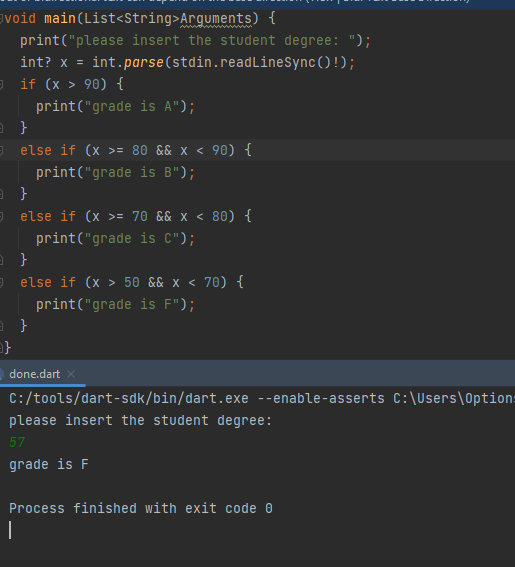 void main(List<String>Arguments) {
print("please insert the student degree: ");
int? x = int.parse(stdin.readLineSync()!);
if (x > 90) {
print("grade is A");
}
else if (x >= 80 && x < 90) {
print("grade is B");
}
else if (x >= 70 && x < 80) {
print("grade is C");
}
else if (x > 50 && x < 70) {
print("grade is F");
}
}
done.dart
C:/tools/dart-sdk/bin/dart.exe --enable-asserts C:\Users\Option
please insert the student degree:
57
grade is F
Process finished with exit code 0